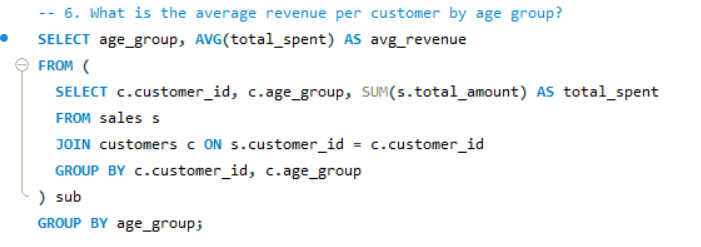 -- 6. What is the average revenue per customer by age group?
SELECT age_group, AVG(total_spent) AS avg_revenue
FROM (
SELECT c.customer_id, c.age_group, SUM(s.total_amount) AS total_spent
FROM sales s
JOIN customers c ON s.customer_id = c.customer_id
GROUP BY c.customer_id, c.age_group
) sub
GROUP BY age_group;